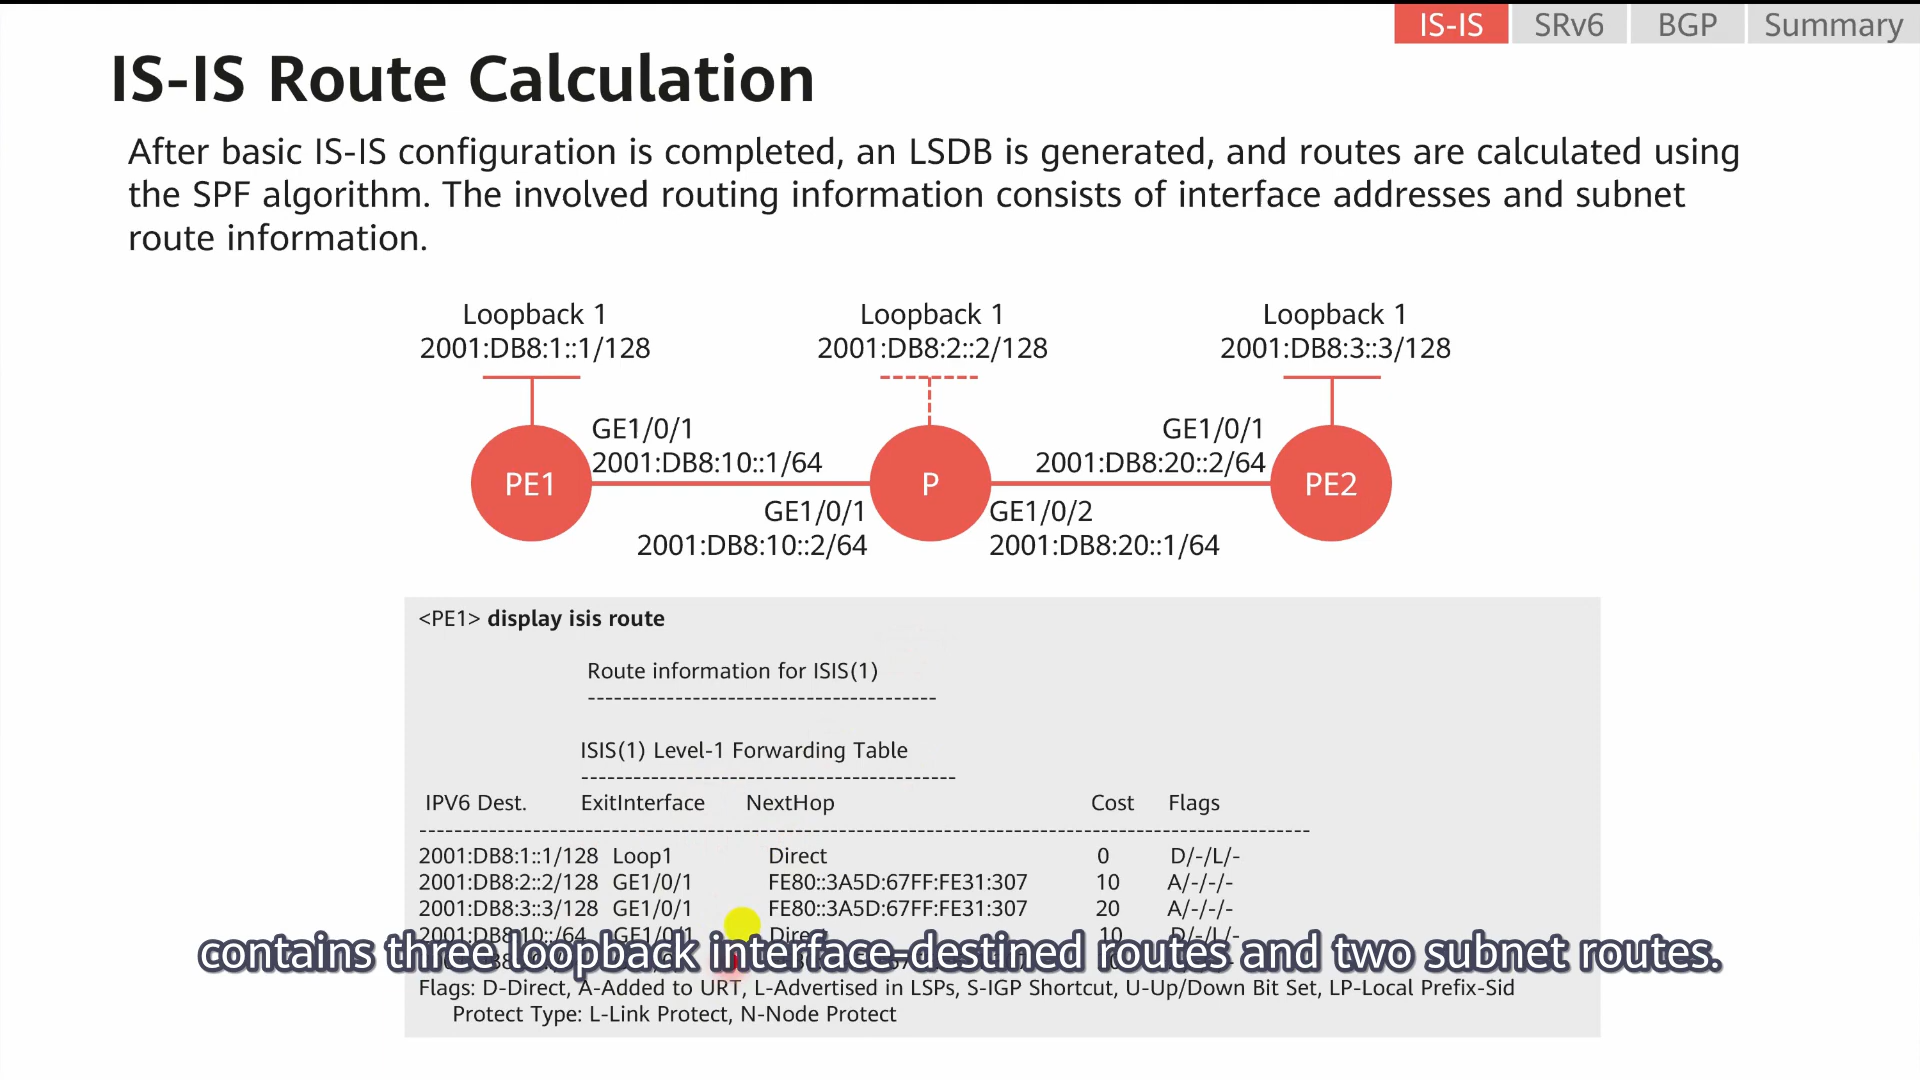 IS-IS SRv6 BGP Summary
IS-IS Route Calculation
After basic IS-IS configuration is completed, an LSDB is generated, and routes are calculated using
the SPF algorithm. The involved routing information consists of interface addresses and subnet
route information.
Loopback 1
2001:DB8:1::1/128
Loopback 1
2001:DB8:2::2/128
Loopback 1
2001:DB8:3::3/128
GE1/0/1
2001:DB8:10::1/64
GE1/0/1
2001:DB8:20::2/64
PE1
P
PE2
GE1/0/1
2001:DB8:10::2/64
GE1/0/2
2001:DB8:20::1/64
<PE1> display isis route
Route information for ISIS(1)
----------------------------------------
ISIS(1) Level-1 Forwarding Table
-------------------------------------------
IPV6 Dest. ExitInterface NextHop Cost Flags
------------------------------------------------------------------------------------------------------
2001:DB8:1::1/128 Loop1 Direct 0 D/-/L/-
2001:DB8:2::2/128 GE1/0/1 FE80::3A5D:67FF:FE31:307 10 A/-/-/-
2001:DB8:3::3/128 GE1/0/1 FE80::3A5D:67FF:FE31:307 20 A/-/-/-
2001:DB8:10::/64 GE1/0/1 Direct 10 D/-/L/-
contains three loopback interface-destined routes and two subnet routes.
Flags: D-Direct, A-Added to URT, L-Advertised in LSPs, S-IGP Shortcut, U-Up/Down Bit Set, LP-Local Prefix-Sid
Protect Type: L-Link Protect, N-Node Protect